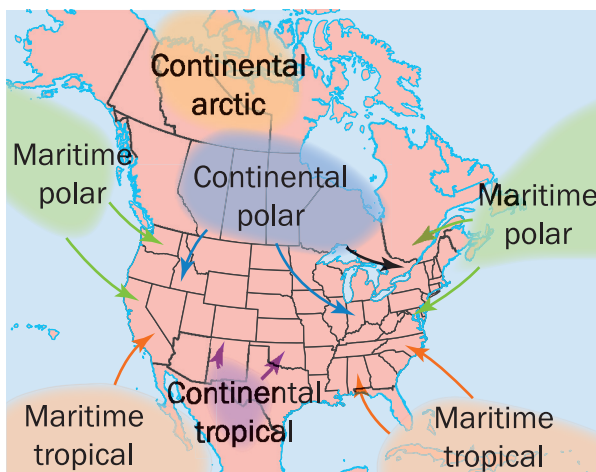 Continental
arctic
Maritime
polar
Continental
polar
Maritime
polar
Continental
tropical
Maritime
tropical
Maritime
tropical